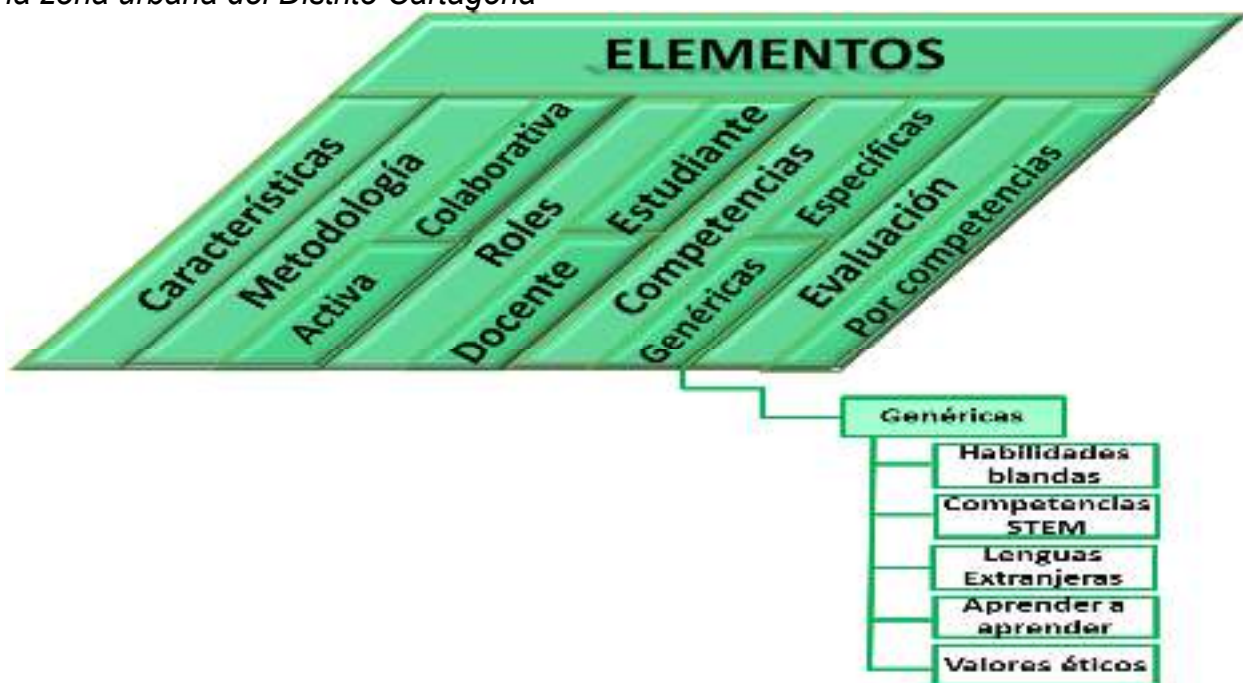 la zona urbana del Distrito Cartagena
ELEMENTOS
Características
Metodología
Activa
Colaborativa
Roles
Docente
Estudiante
Competencias
Genéricas
Específicas
Evaluación
Por competencias
Genéricas
Habilidades
blandas
Competencias
STEM
Lenguas
Extranjeras
Aprender a
aprender
Valores éticos